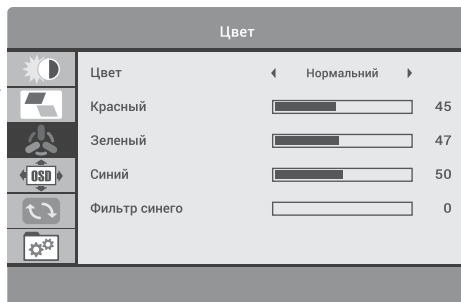 Цвет
Цвет Нормальний
Красный 45
Зеленый 47
OSD
Синий 50
Фильтр синего 0